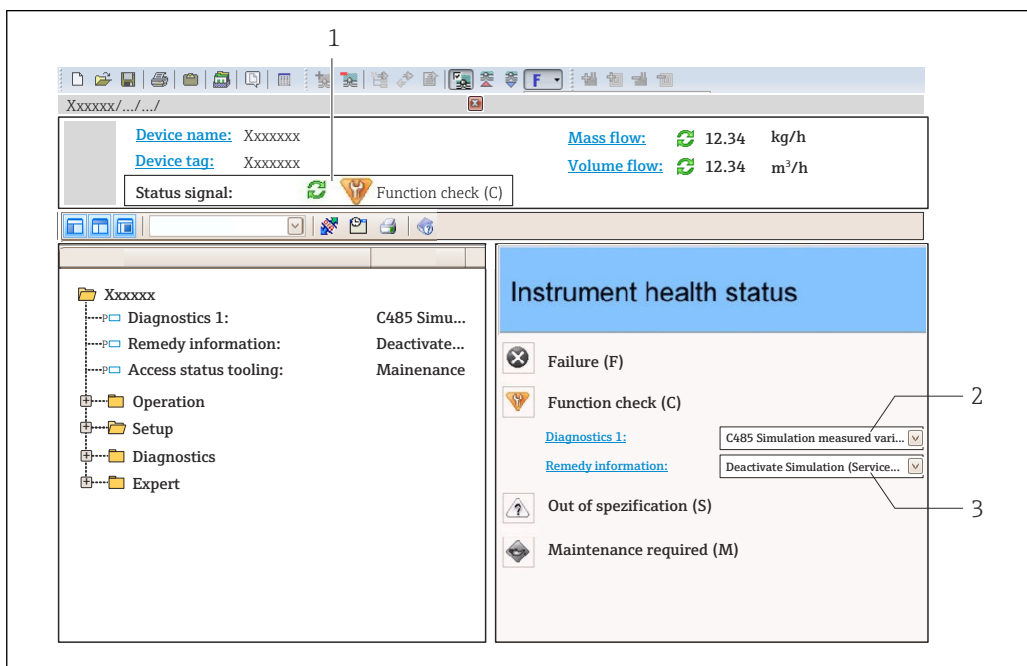 1
F
Xxxxxx/.../.../
Device name: Xxxxxxx
Mass flow: 12.34 kg/h
Device tag: Xxxxxxx
Volume flow: 12.34 m³/h
Status signal: Function check (C)
Xxxxxx
P Diagnostics 1: C485 Simu...
P Remedy information: Deactivate...
P Access status tooling: Mainenance
Operation
Setup
Diagnostics
Expert
Instrument health status
Failure (F)
Function check (C)
2
Diagnostics 1: C485 Simulation measured vari...
Remedy information: Deactivate Simulation (Service...
Out of spezification (S)
3
Maintenance required (M)